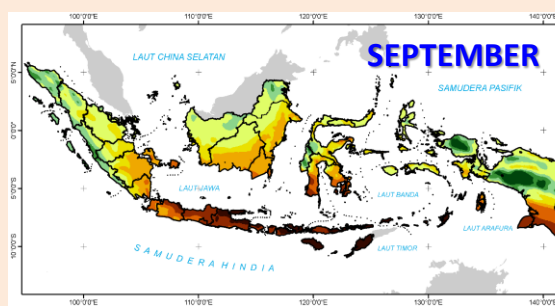 100°0'0"E 110°0'0"E 120°0'0"E 130°0'0"E 140°0'0"
SEPTEMBER
LAUT CHINA SELATAN
SAMUDERA PASIFIK
5°0'0"N
0°0'0"
5°0'0"S
10°0'0"S
LAUT JAWA
LAUT BANDA
LAUT ARAFURA
LAUT TIMOR
SAMUDERA HINDIA
100°0'0"E 110°0'0"E 120°0'0"E 130°0'0"E 140°0'0"